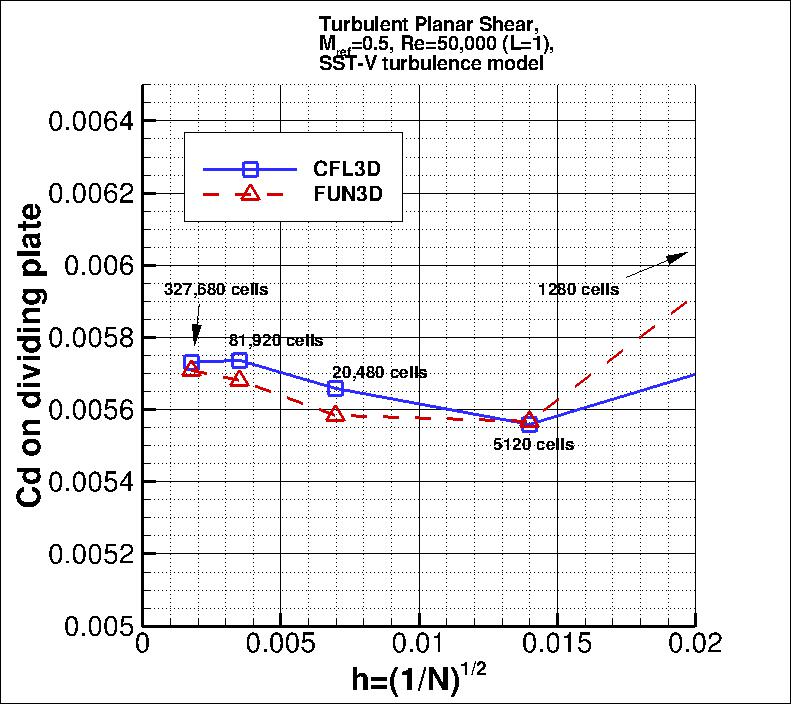 Turbulent Planar Shear,
M_ref=0.5, Re=50,000 (L=1),
SST-V turbulence model
0.0064
0.0062
0.006
0.0058
0.0056
0.0054
0.0052
0.005
Cd on dividing plate
CFL3D
FUN3D
327,680 cells
81,920 cells
20,480 cells
5120 cells
1280 cells
0 0.005 0.01 0.015 0.02
h=(1/N)^1/2